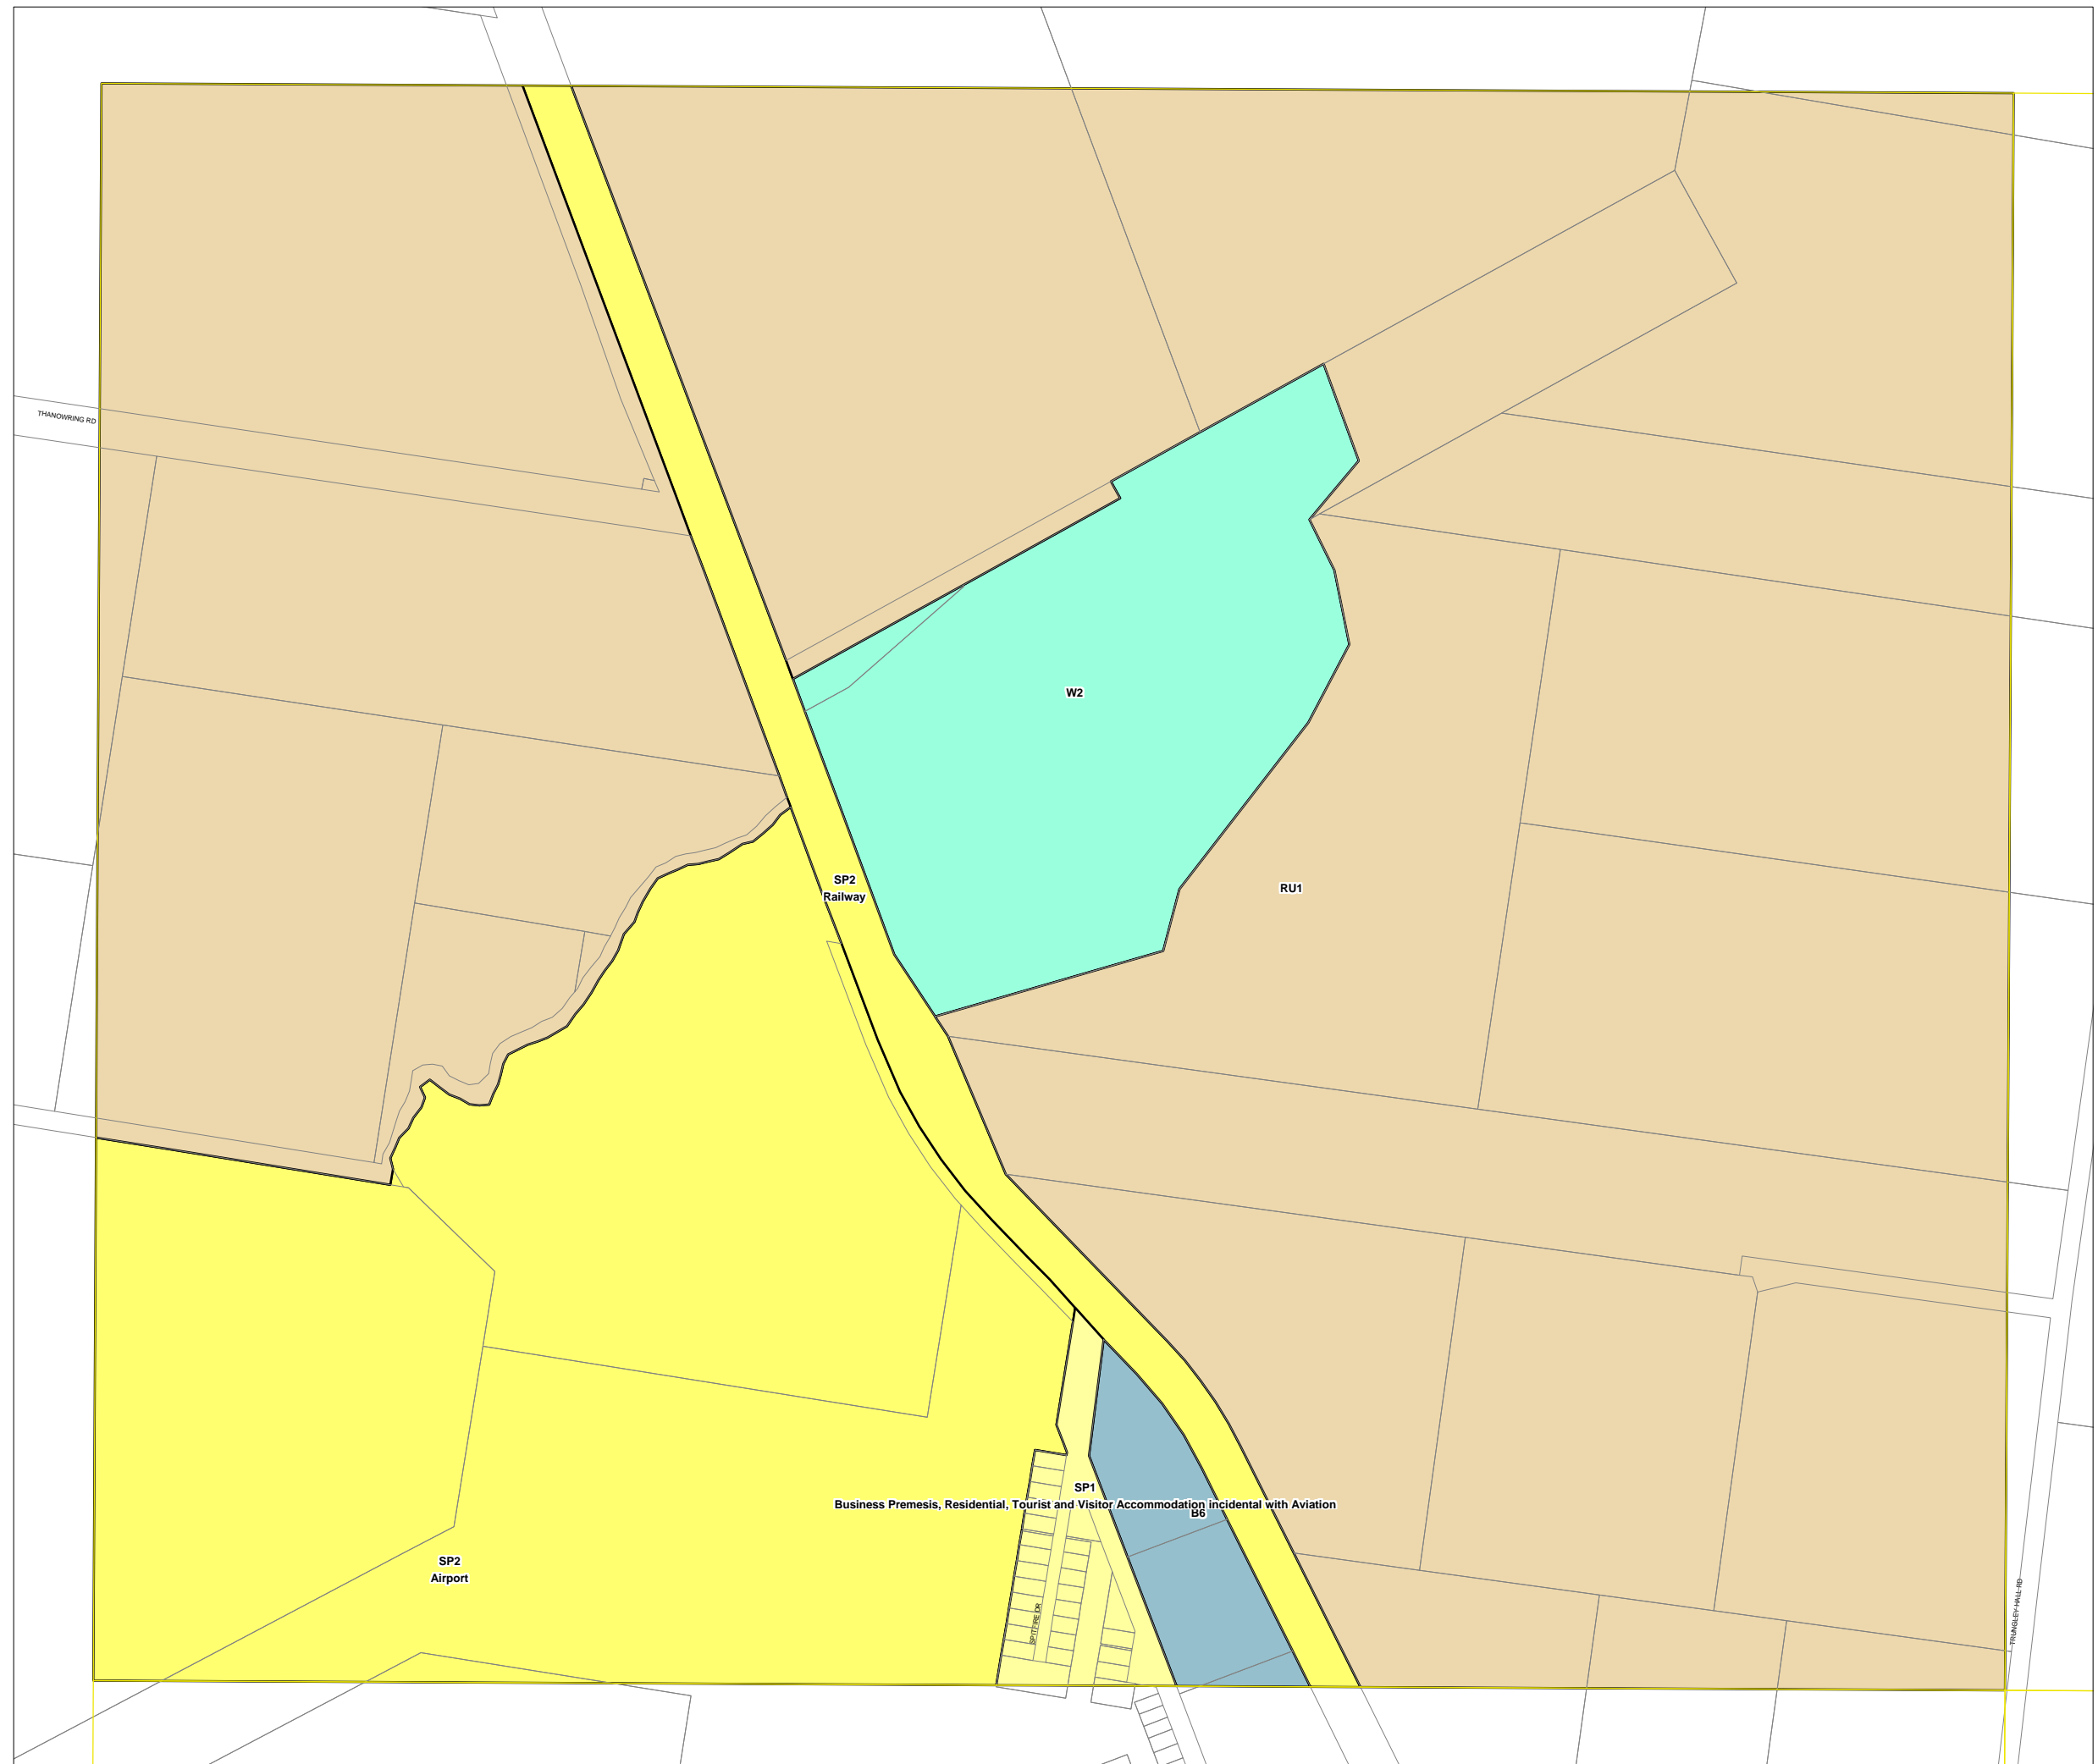 THANOWRING RD
W2
SP2
Railway
RU1
SP1
Business Premesis, Residential, Tourist and Visitor Accommodation incidental with Aviation
B6
SP2
Airport
SPITFIRE DR
TRUNGLEY HALL RD